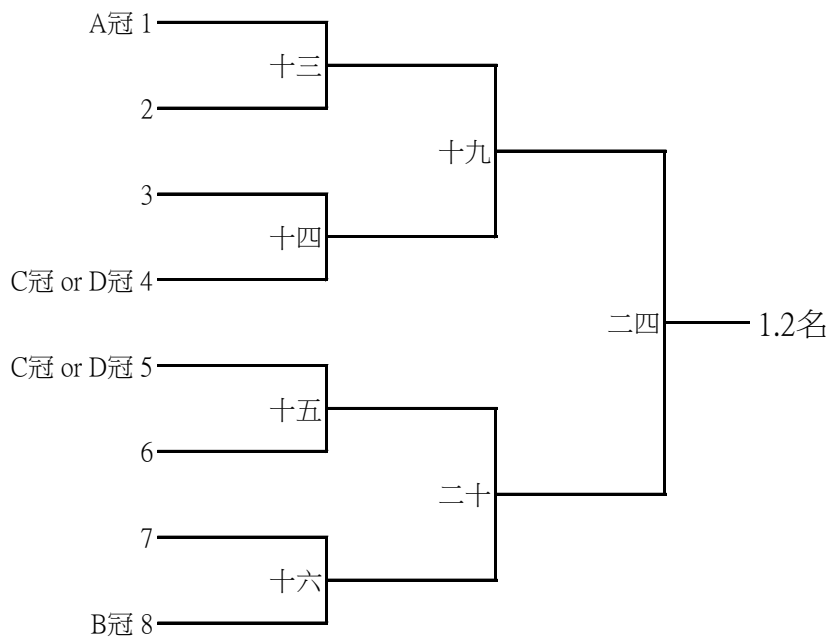 A冠 1
十三
2
十九
3
十四
C冠 or D冠 4
二四
1.2名
C冠 or D冠 5
十五
6
二十
7
十六
B冠 8